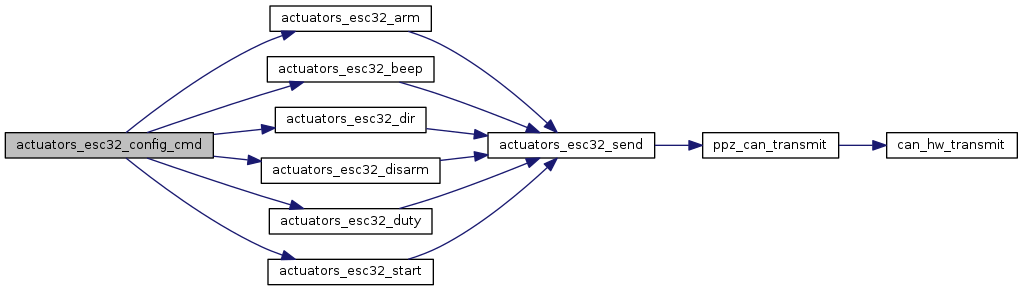 actuators_esc32_config_cmd
actuators_esc32_arm
actuators_esc32_beep
actuators_esc32_dir
actuators_esc32_disarm
actuators_esc32_duty
actuators_esc32_start
actuators_esc32_send
ppz_can_transmit
can_hw_transmit